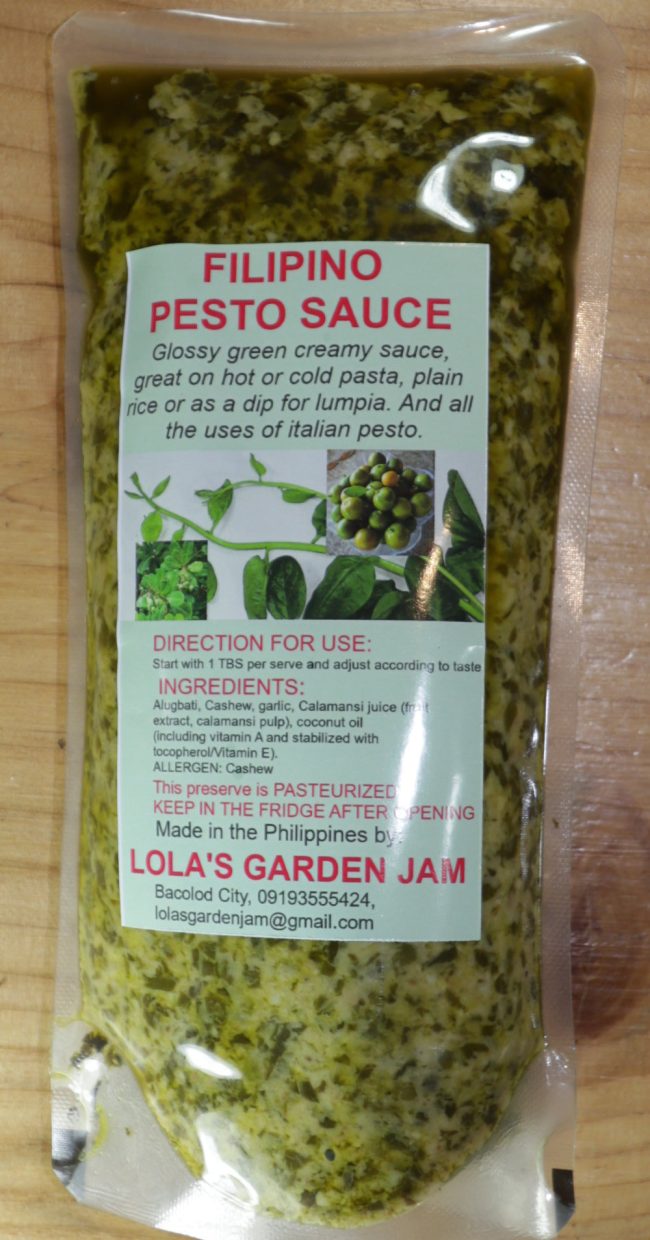 FILIPINO
PESTO SAUCE
Glossy green creamy sauce,
great on hot or cold pasta, plain
rice or as a dip for lumpia. And all
the uses of italian pesto.
DIRECTION FOR USE:
Start with 1 TBS per serve and adjust according to taste
INGREDIENTS:
Alugbati, Cashew, garlic, Calamansi juice (fruit
extract, calamansi pulp), coconut oil
(including vitamin A and stabilized with
tocopherol/Vitamin E).
ALLERGEN: Cashew
This preserve is PASTEURIZED
KEEP IN THE FRIDGE AFTER OPENING
Made in the Philippines by:
LOLA'S GARDEN JAM
Bacolod City, 09193555424,
lolasgardenjam@gmail.com